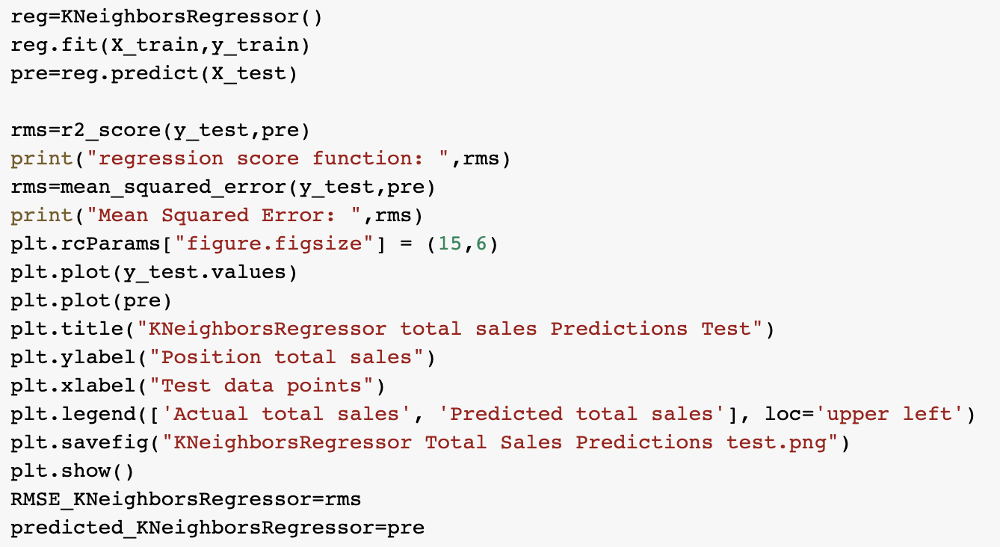 reg=KNeighborsRegressor()
reg.fit(X_train,y_train)
pre=reg.predict(X_test)

rms=r2_score(y_test,pre)
print("regression score function: ",rms)
rms=mean_squared_error(y_test,pre)
print("Mean Squared Error: ",rms)
plt.rcParams["figure.figsize"] = (15,6)
plt.plot(y_test.values)
plt.plot(pre)
plt.title("KNeighborsRegressor total sales Predictions Test")
plt.ylabel("Position total sales")
plt.xlabel("Test data points")
plt.legend(['Actual total sales', 'Predicted total sales'], loc='upper left')
plt.savefig("KNeighborsRegressor Total Sales Predictions test.png")
plt.show()
RMSE_KNeighborsRegressor=rms
predicted_KNeighborsRegressor=pre